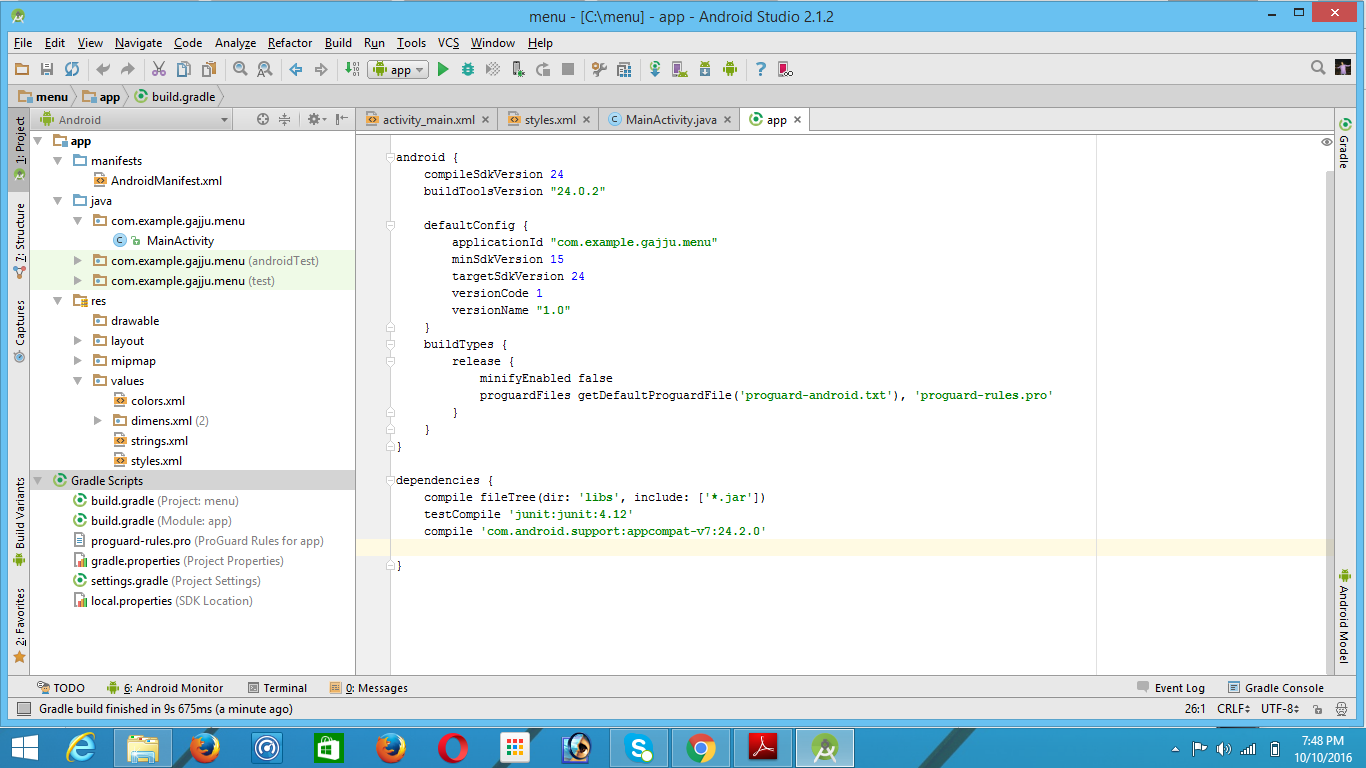 menu - [C:\menu] - app - Android Studio 2.1.2
File Edit View Navigate Code Analyze Refactor Build Run Tools VCS Window Help
app
menu app build.gradle
Android
activity_main.xml styles.xml MainActivity.java app
1: Project
7: Structure
Captures
Build Variants
2: Favorites
app
manifests
AndroidManifest.xml
java
com.example.gajju.menu
MainActivity
com.example.gajju.menu (androidTest)
com.example.gajju.menu (test)
res
drawable
layout
mipmap
values
colors.xml
dimens.xml (2)
strings.xml
styles.xml
Gradle Scripts
build.gradle (Project: menu)
build.gradle (Module: app)
proguard-rules.pro (ProGuard Rules for app)
gradle.properties (Project Properties)
settings.gradle (Project Settings)
local.properties (SDK Location)
android {
compileSdkVersion 24
buildToolsVersion "24.0.2"
defaultConfig {
applicationId "com.example.gajju.menu"
minSdkVersion 15
targetSdkVersion 24
versionCode 1
versionName "1.0"
}
buildTypes {
release {
minifyEnabled false
proguardFiles getDefaultProguardFile('proguard-android.txt'), 'proguard-rules.pro'
}
}
}
dependencies {
compile fileTree(dir: 'libs', include: ['*.jar'])
testCompile 'junit:junit:4.12'
compile 'com.android.support:appcompat-v7:24.2.0'
}
Gradle
Android Model
TODO 6: Android Monitor Terminal 0: Messages Event Log Gradle Console
Gradle build finished in 9s 675ms (a minute ago) 26:1 CRLF UTF-8
7:48 PM
10/10/2016